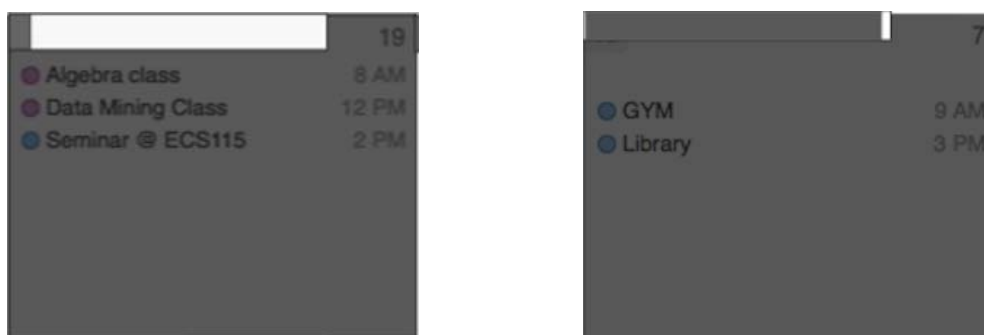 19
Algebra class 8 AM
Data Mining Class 12 PM
Seminar @ ECS115 2 PM
7
GYM 9 AM
Library 3 PM